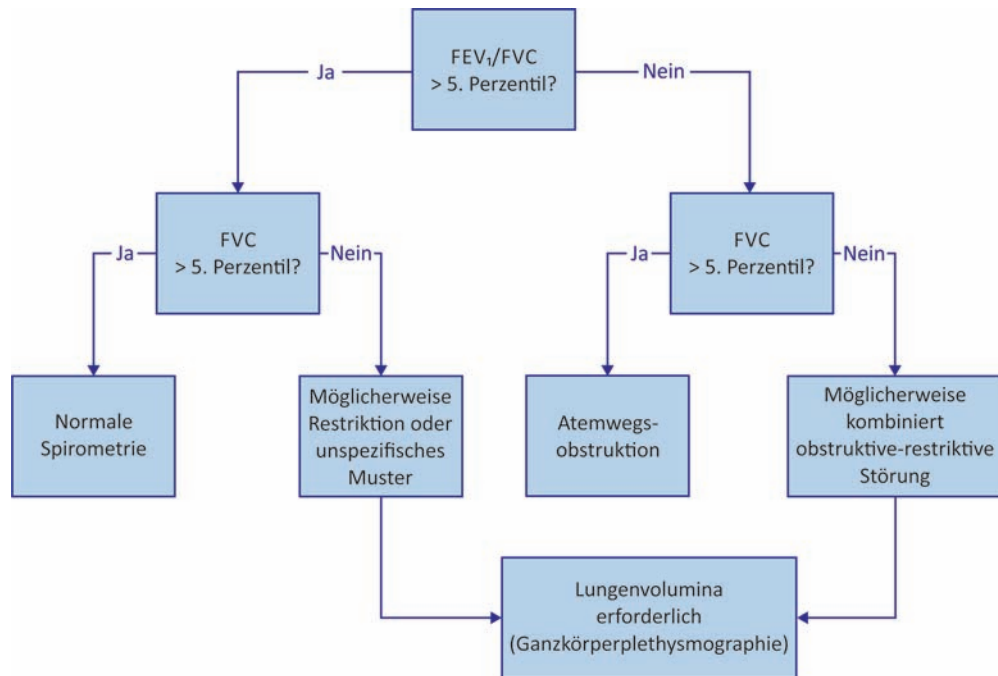 FEV₁/FVC
> 5. Perzentil?
Ja
Nein
FVC
> 5. Perzentil?
Ja
Nein
FVC
> 5. Perzentil?
Ja
Nein
Normale
Spirometrie
Möglicherweise
Restriktion oder
unspezifisches
Muster
Atemwegs-
obstruktion
Möglicherweise
kombiniert
obstruktive-restriktive
Störung
Lungenvolumina
erforderlich
(Ganzkörperplethysmographie)